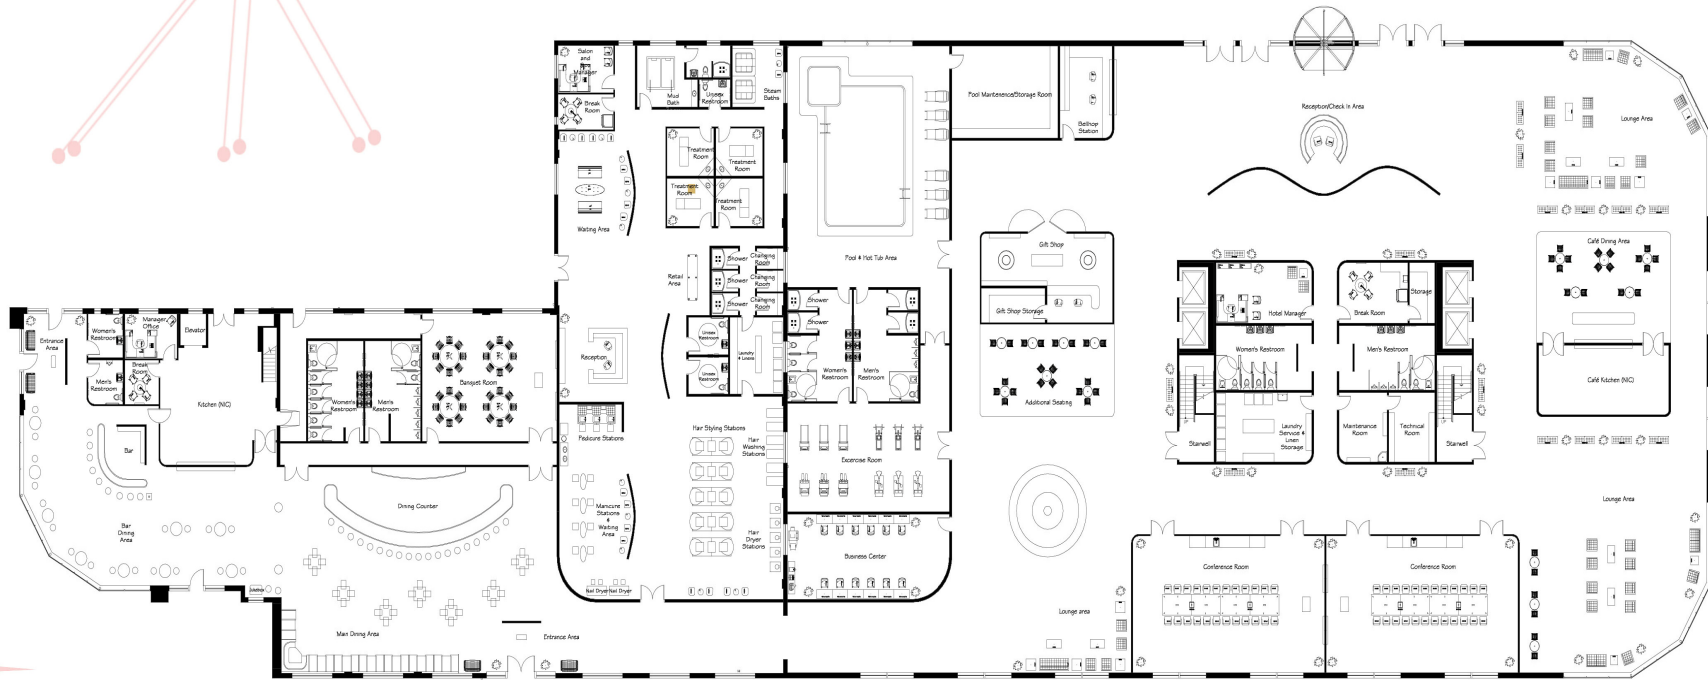 Salon
and
Manager
Break
Room
Mud
Bath
Unisex
Restroom
Steam
Baths
Treatment
Room
Treatment
Room
Treatment
Room
Treatment
Room
Waiting Area
Retail
Area
Shower
Changing
Room
Shower
Changing
Room
Shower
Changing
Room
Reception
Unisex
Restroom
Unisex
Restroom
Laundry
& Linens
Pedicure Stations
Hair Styling Stations
Hair
Washing
Stations
Manicure
Stations
&
Waiting
Area
Hair
Dryer
Stations
Nail Dryer
Nail Dryer
Pool Maintenence/Storage Room
Bellhop
Station
Pool & Hot Tub Area
Shower
Shower
Women's
Restroom
Men's
Restroom
Excercise Room
Business Center
Gift Shop
Gift Shop Storage
Additional Seating
Reception/Check In Area
Lounge Area
Café Dining Area
Café Kitchen (NIC)
Lounge Area
Hotel Manager
Break Room
Storage
Women's Restroom
Men's Restroom
Laundry
Service &
Linen
Storage
Maintenance
Room
Technical
Room
Stairwell
Stairwell
Conference Room
Conference Room
Lounge area
Entrance
Area
Women's
Restroom
Manager
Office
Elevator
Men's
Restroom
Break
Room
Kitchen (NIC)
Bar
Bar
Dining
Area
Women's
Restroom
Men's
Restroom
Banquet Room
Dining Counter
Main Dining Area
Entrance Area